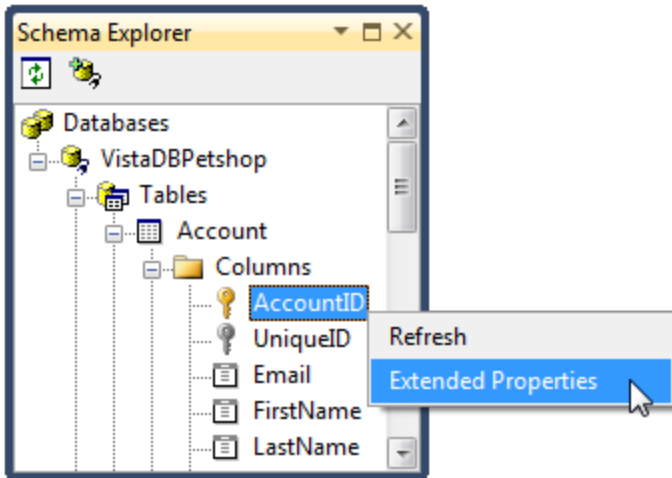 Schema Explorer
Databases
VistaDBPetshop
Tables
Account
Columns
AccountID
UniqueID
Email
FirstName
LastName
Refresh
Extended Properties